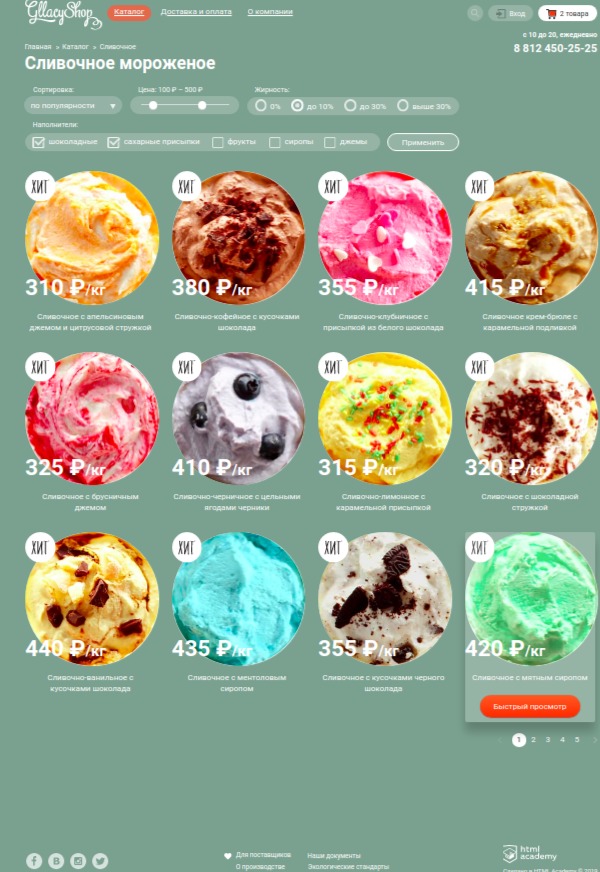 GllacyShop
Каталог
Доставка и оплата
О компании
Вход
2 товара
с 10 до 20, ежедневно
8 812 450-25-25
Главная > Каталог > Сливочное
Сливочное мороженое
Сортировка:
Цена: 100 ₽ – 500 ₽
Жирность:
по популярности
0%
до 10%
до 30%
выше 30%
Наполнители:
шоколадные
сахарные присыпки
фрукты
сиропы
джемы
Применить
ХИТ
ХИТ
ХИТ
ХИТ
310 ₽/кг
380 ₽/кг
355 ₽/кг
415 ₽/кг
Сливочное с апельсиновым
джемом и цитрусовой стружкой
Сливочно-кофейное с кусочками
шоколада
Сливочно-клубничное с
присыпкой из белого шоколада
Сливочное крем-брюле с
карамельной подливкой
ХИТ
ХИТ
ХИТ
ХИТ
325 ₽/кг
410 ₽/кг
315 ₽/кг
320 ₽/кг
Сливочное с брусничным
джемом
Сливочно-черничное с цельными
ягодами черники
Сливочно-лимонное с
карамельной присыпкой
Сливочное с шоколадной
стружкой
ХИТ
ХИТ
ХИТ
ХИТ
440 ₽/кг
435 ₽/кг
355 ₽/кг
420 ₽/кг
Сливочно-ванильное с
кусочками шоколада
Сливочное с ментоловым
сиропом
Сливочное с кусочками черного
шоколада
Сливочное с мятным сиропом
Быстрый просмотр
1 2 3 4 5
Для поставщиков
Наши документы
О производстве
Экологические стандарты
html
academy